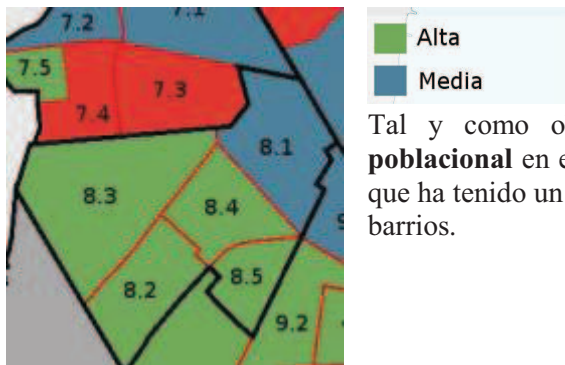 7.2
7.1
7.5
7.4
7.3
8.1
8.3
8.4
8.2
8.5
9.2
Alta
Media
Tal y como
poblacional en
que ha tenido un
barrios.